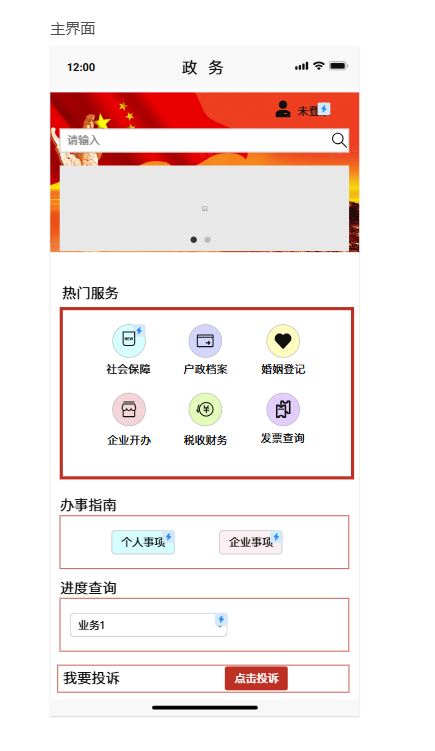 主界面
12:00
政 务
未登
请输入
热门服务
社会保障 户政档案 婚姻登记
企业开办 税收财务 发票查询
办事指南
个人事项 企业事项
进度查询
业务1
我要投诉 点击投诉